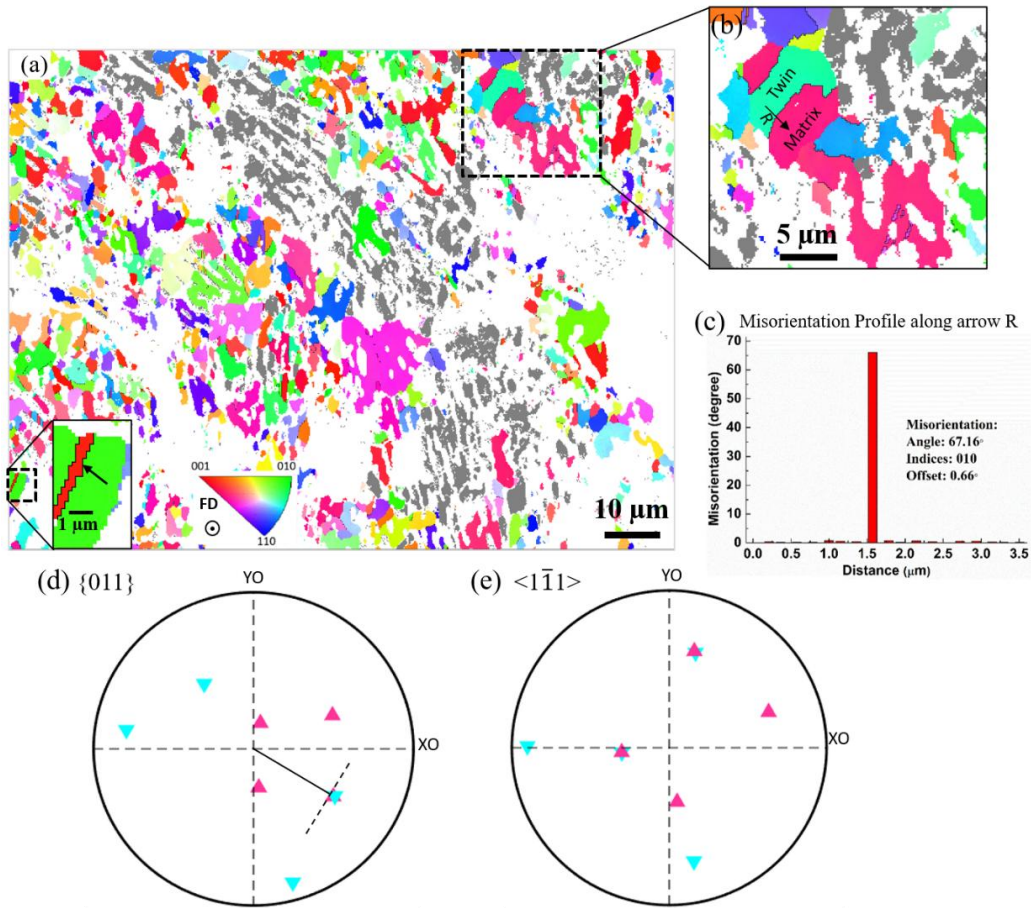 (a)
001
010
FD
110
1 μm
10 μm
(b)
Twin
R
Matrix
5 μm
(c) Misorientation Profile along arrow R
Misorientation (degree)
70
60
50
40
30
20
10
0
Misorientation:
Angle: 67.16°
Indices: 010
Offset: 0.66°
0.0 0.5 1.0 1.5 2.0 2.5 3.0 3.5
Distance (μm)
(d) {011}
YO
XO
(e) <11̅1>
YO
XO